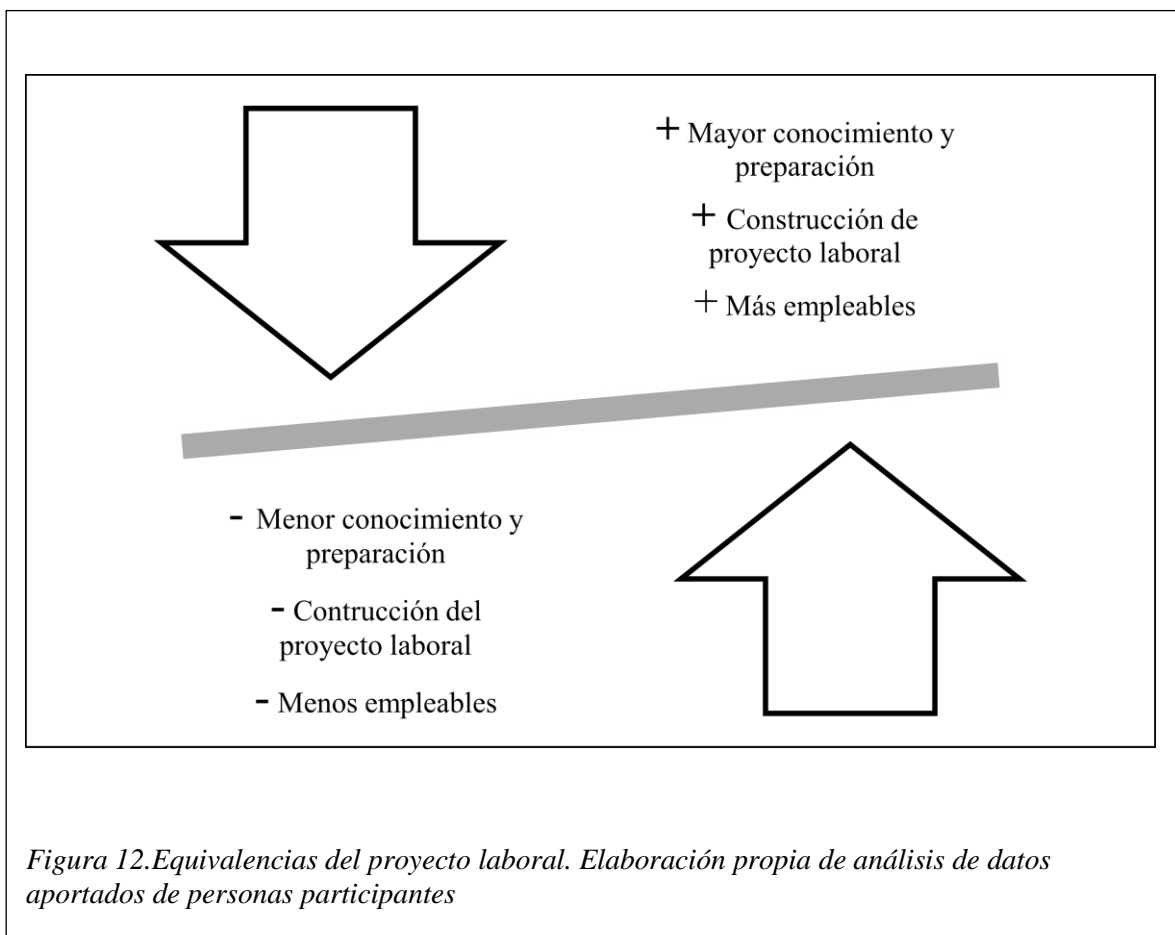 + Mayor conocimiento y
preparación
+ Construcción de
proyecto laboral
+ Más empleables
- Menor conocimiento y
preparación
- Contrucción del
proyecto laboral
- Menos empleables
Figura 12.Equivalencias del proyecto laboral. Elaboración propia de análisis de datos
aportados de personas participantes